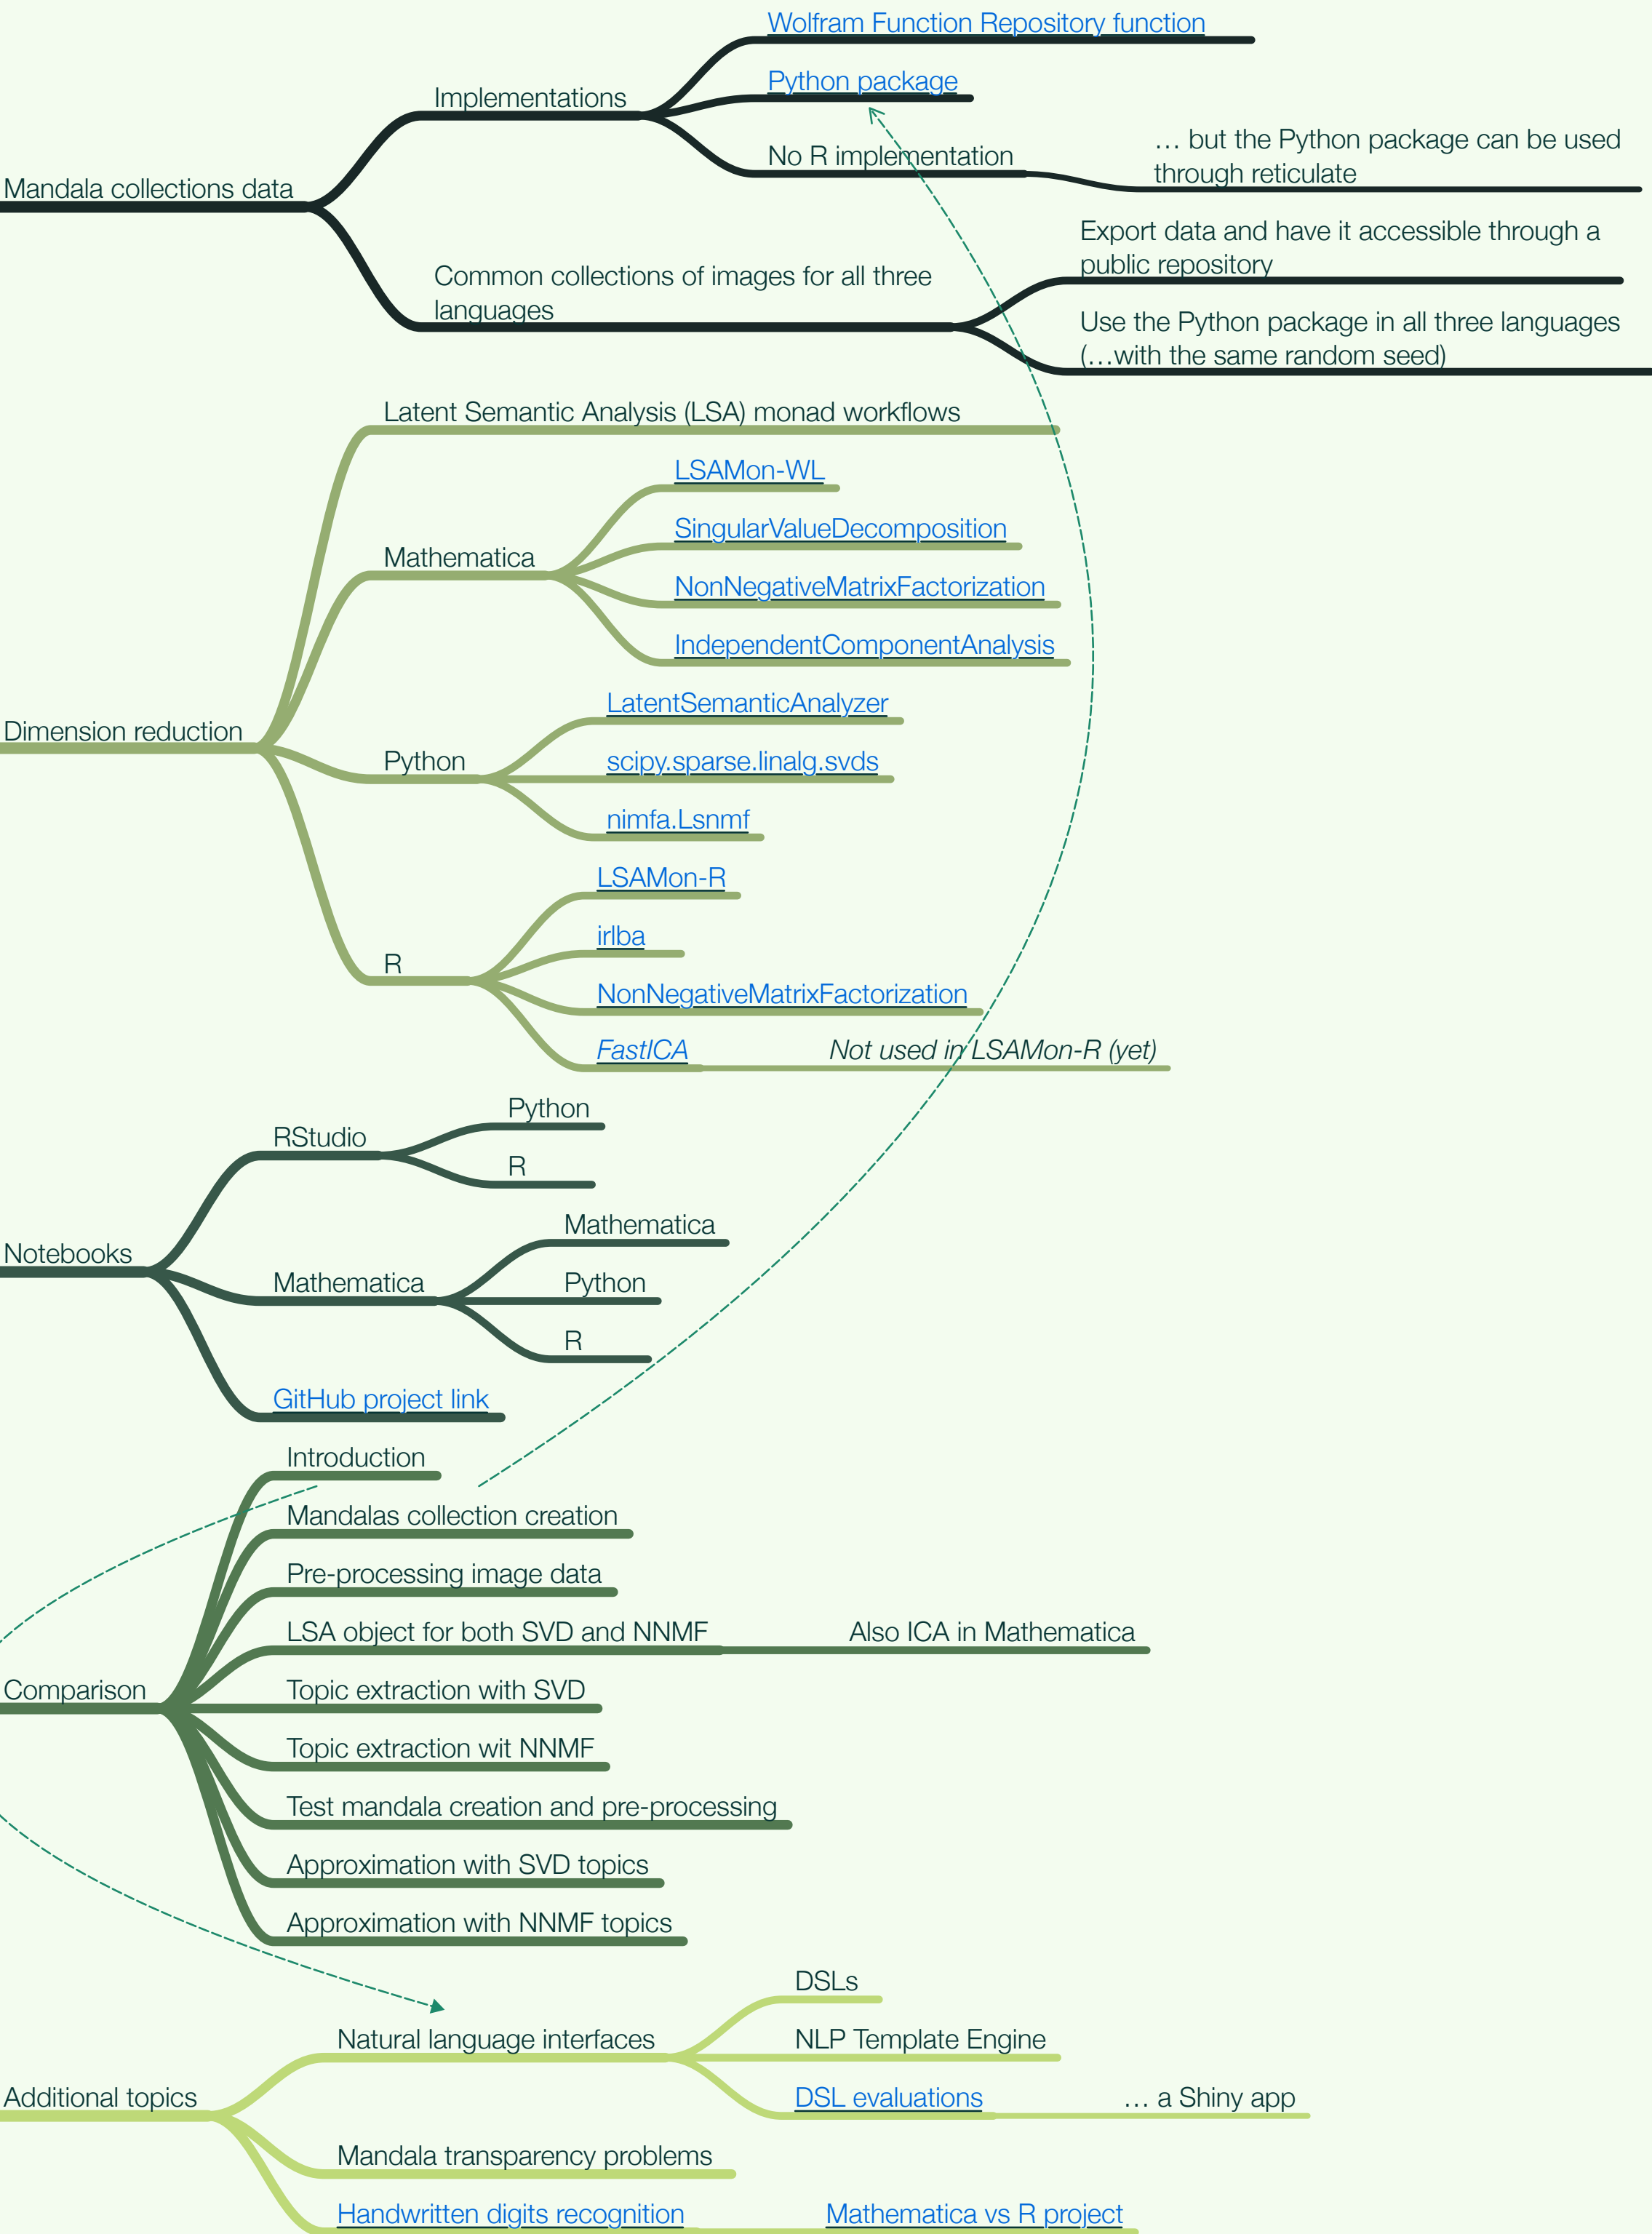 Mandala collections data
Implementations
Wolfram Function Repository function
Python package
No R implementation
… but the Python package can be used
through reticulate
Common collections of images for all three
languages
Export data and have it accessible through a
public repository
Use the Python package in all three languages
(…with the same random seed)
Dimension reduction
Latent Semantic Analysis (LSA) monad workflows
Mathematica
LSAMon-WL
SingularValueDecomposition
NonNegativeMatrixFactorization
IndependentComponentAnalysis
Python
LatentSemanticAnalyzer
scipy.sparse.linalg.svds
nimfa.Lsnmf
R
LSAMon-R
irlba
NonNegativeMatrixFactorization
FastICA
Not used in LSAMon-R (yet)
Notebooks
RStudio
Python
R
Mathematica
Mathematica
Python
R
GitHub project link
Comparison
Introduction
Mandalas collection creation
Pre-processing image data
LSA object for both SVD and NNMF
Also ICA in Mathematica
Topic extraction with SVD
Topic extraction wit NNMF
Test mandala creation and pre-processing
Approximation with SVD topics
Approximation with NNMF topics
Additional topics
Natural language interfaces
DSLs
NLP Template Engine
DSL evaluations
… a Shiny app
Mandala transparency problems
Handwritten digits recognition
Mathematica vs R project